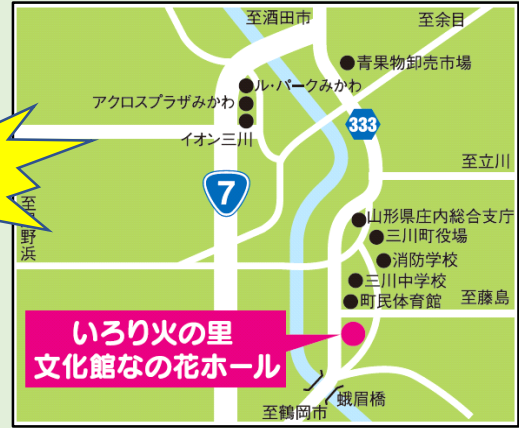 至酒田市
至余目
青果物卸売市場
ル・パークみかわ
アクロスプラザみかわ
イオン三川
333
至立川
7
山形県庄内総合支庁
三川町役場
消防学校
三川中学校
町民体育館
至藤島
至
野浜
いろり火の里
文化館なの花ホール
蛾眉橋
至鶴岡市